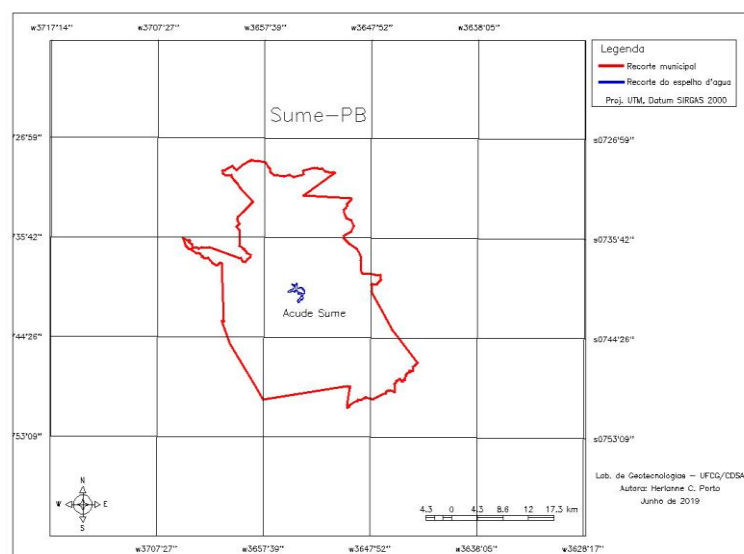 w3717'14" w3707'27" w3657'39" w3647'52" w3638'05"
Legenda
Recorte municipal
Recorte do espelho d'agua
Proj. UTM, Datum SIRGAS 2000
Sume-PB
'26'59" s0726'59"
'35'42" s0735'42"
Acude Sume
'44'26" s0744'26"
'53'09" s0753'09"
Lab. de Geotecnologias - UFCG/CDSA
Autora: Herianne C. Porto
Junho de 2019
N
W E
S
4.3 0 4.3 8.6 12 17.3 km
w3707'27" w3657'39" w3647'52" w3638'05" w3628'17"